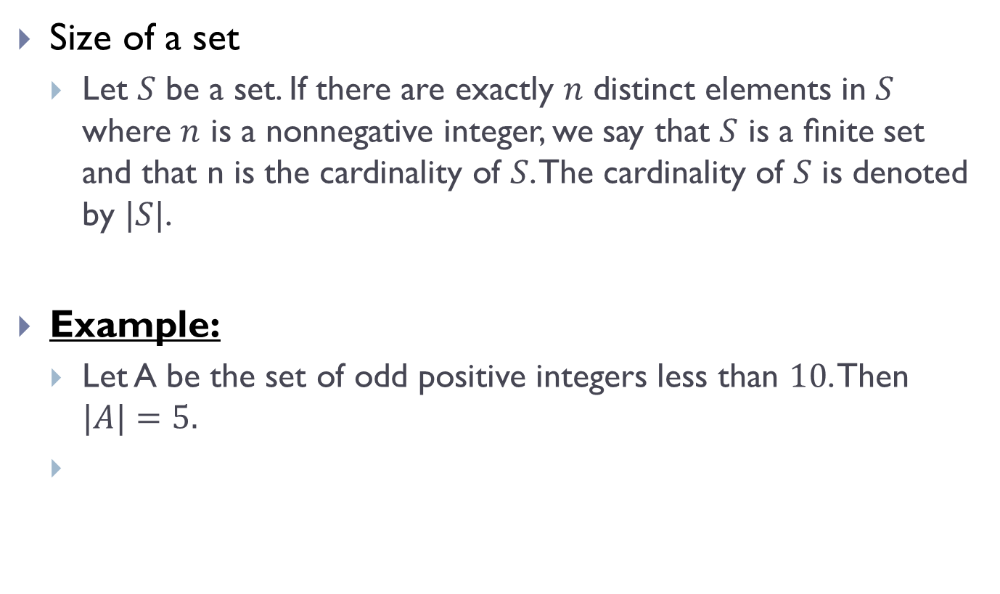 Size of a set
Let S be a set. If there are exactly n distinct elements in S
where n is a nonnegative integer, we say that S is a finite set
and that n is the cardinality of S. The cardinality of S is denoted
by |S|.
Example:
Let A be the set of odd positive integers less than 10. Then
|A| = 5.